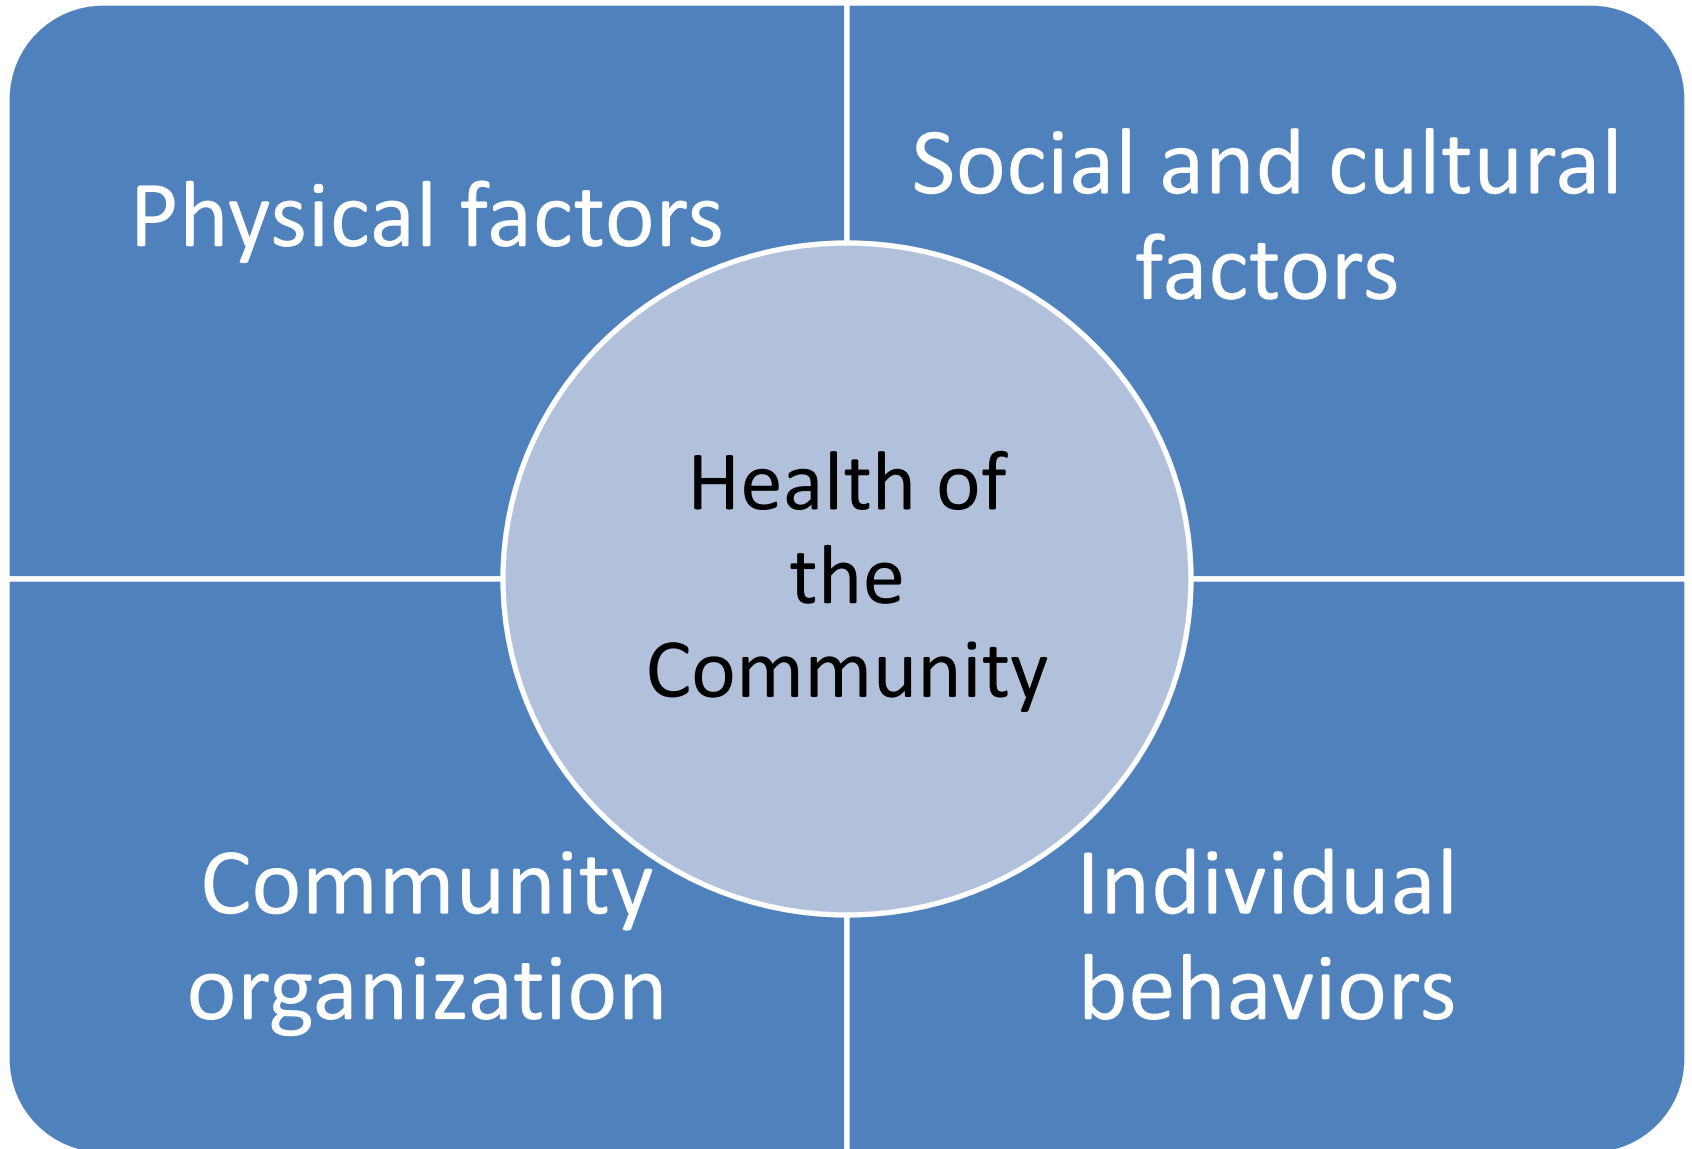 Physical factors
Social and cultural
factors
Health of
the
Community
Community
organization
Individual
behaviors